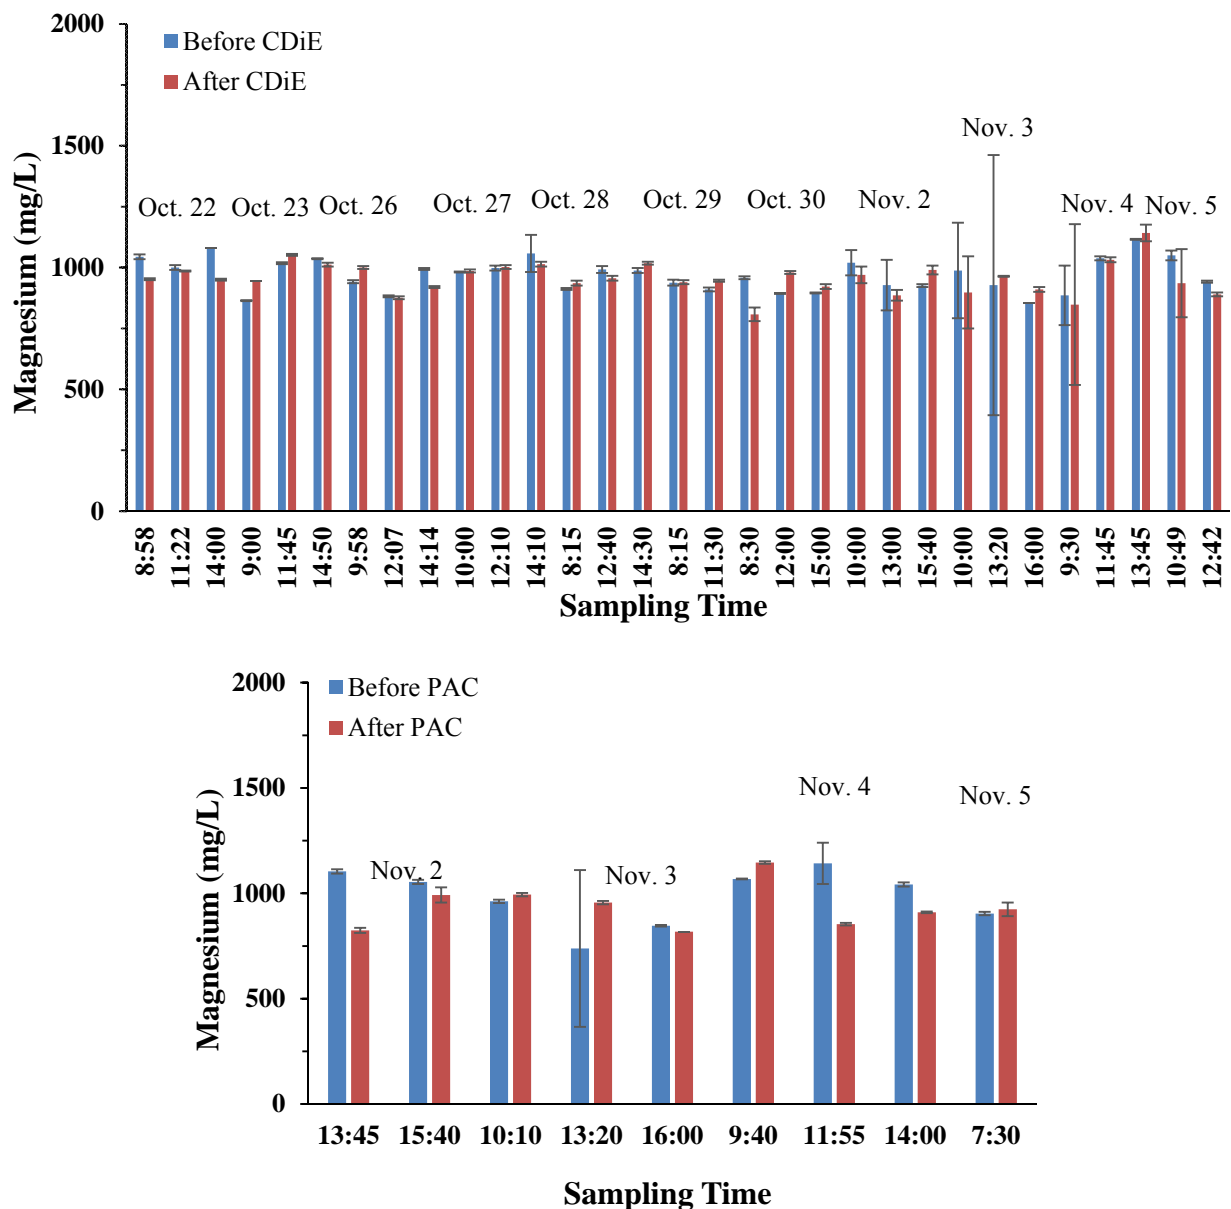 2000
Before CDiE
After CDiE
1500
Nov. 3
Oct. 22 Oct. 23 Oct. 26 Oct. 27 Oct. 28 Oct. 29 Oct. 30 Nov. 2 Nov. 4 Nov. 5
1000
500
0
Magnesium (mg/L)
8:58 11:22 14:00 9:00 11:45 14:50 9:58 12:07 14:14 10:00 12:10 14:10 8:15 12:40 14:30 8:15 11:30 8:30 12:00 15:00 10:00 13:00 15:40 10:00 13:20 16:00 9:30 11:45 13:45 10:49 12:42
Sampling Time
2000
Before PAC
After PAC
1500
Nov. 4 Nov. 5
Nov. 2 Nov. 3
1000
500
0
Magnesium (mg/L)
13:45 15:40 10:10 13:20 16:00 9:40 11:55 14:00 7:30
Sampling Time